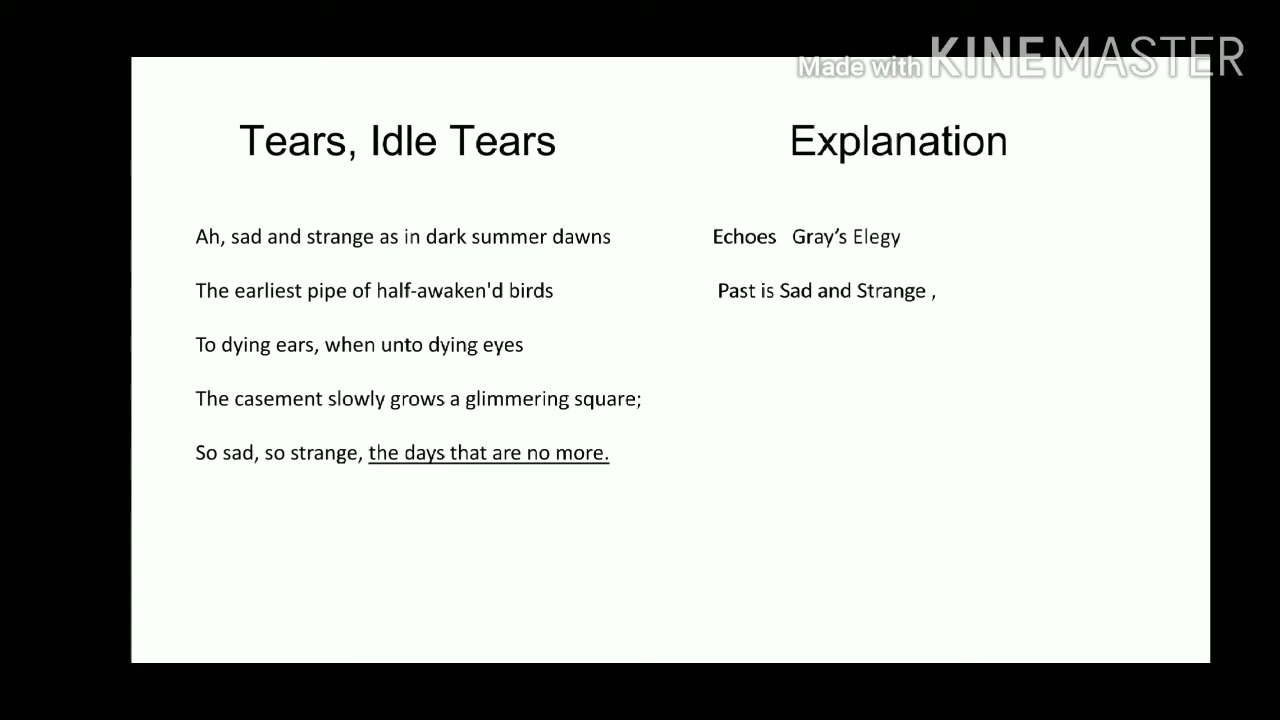 Made with KINEMASTER
Tears, Idle Tears
Ah, sad and strange as in dark summer dawns
The earliest pipe of half-awaken'd birds
To dying ears, when unto dying eyes
The casement slowly grows a glimmering square;
So sad, so strange, the days that are no more.
Explanation
Echoes Gray’s Elegy
Past is Sad and Strange ,